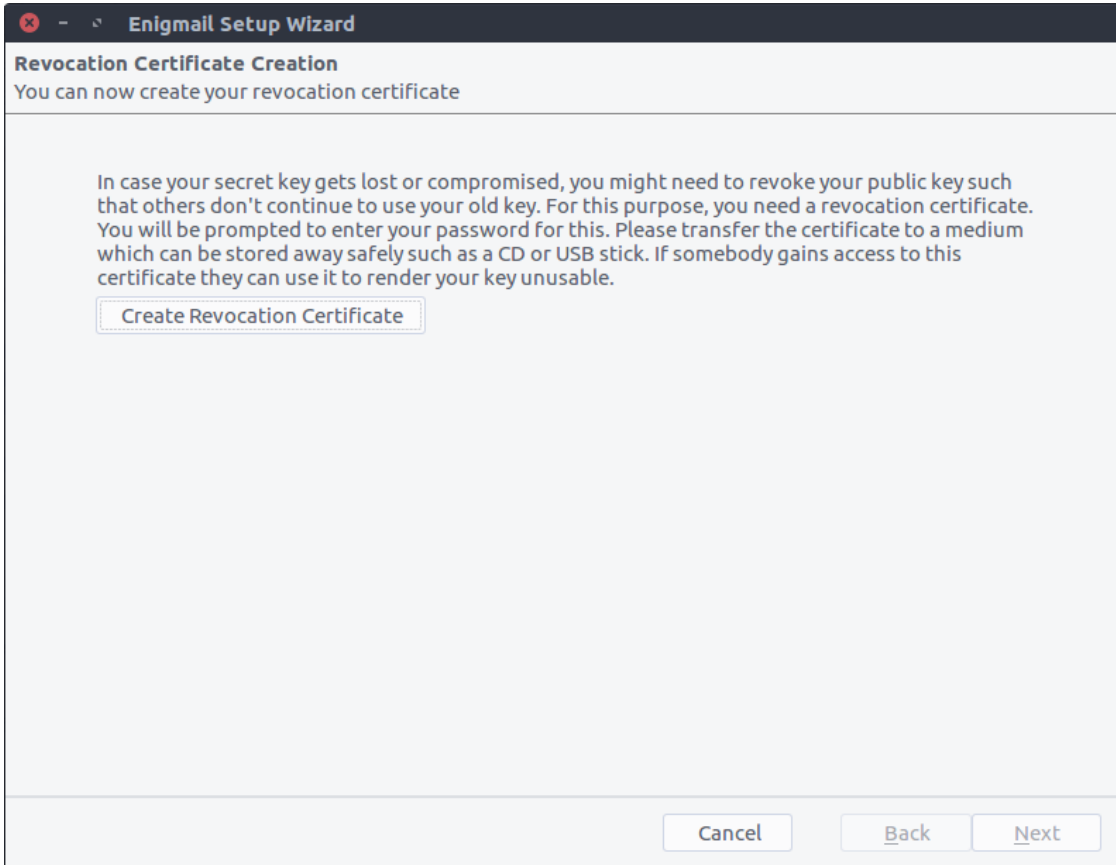 Enigmail Setup Wizard
Revocation Certificate Creation
You can now create your revocation certificate
In case your secret key gets lost or compromised, you might need to revoke your public key such
that others don't continue to use your old key. For this purpose, you need a revocation certificate.
You will be prompted to enter your password for this. Please transfer the certificate to a medium
which can be stored away safely such as a CD or USB stick. If somebody gains access to this
certificate they can use it to render your key unusable.
Create Revocation Certificate
Cancel Back Next